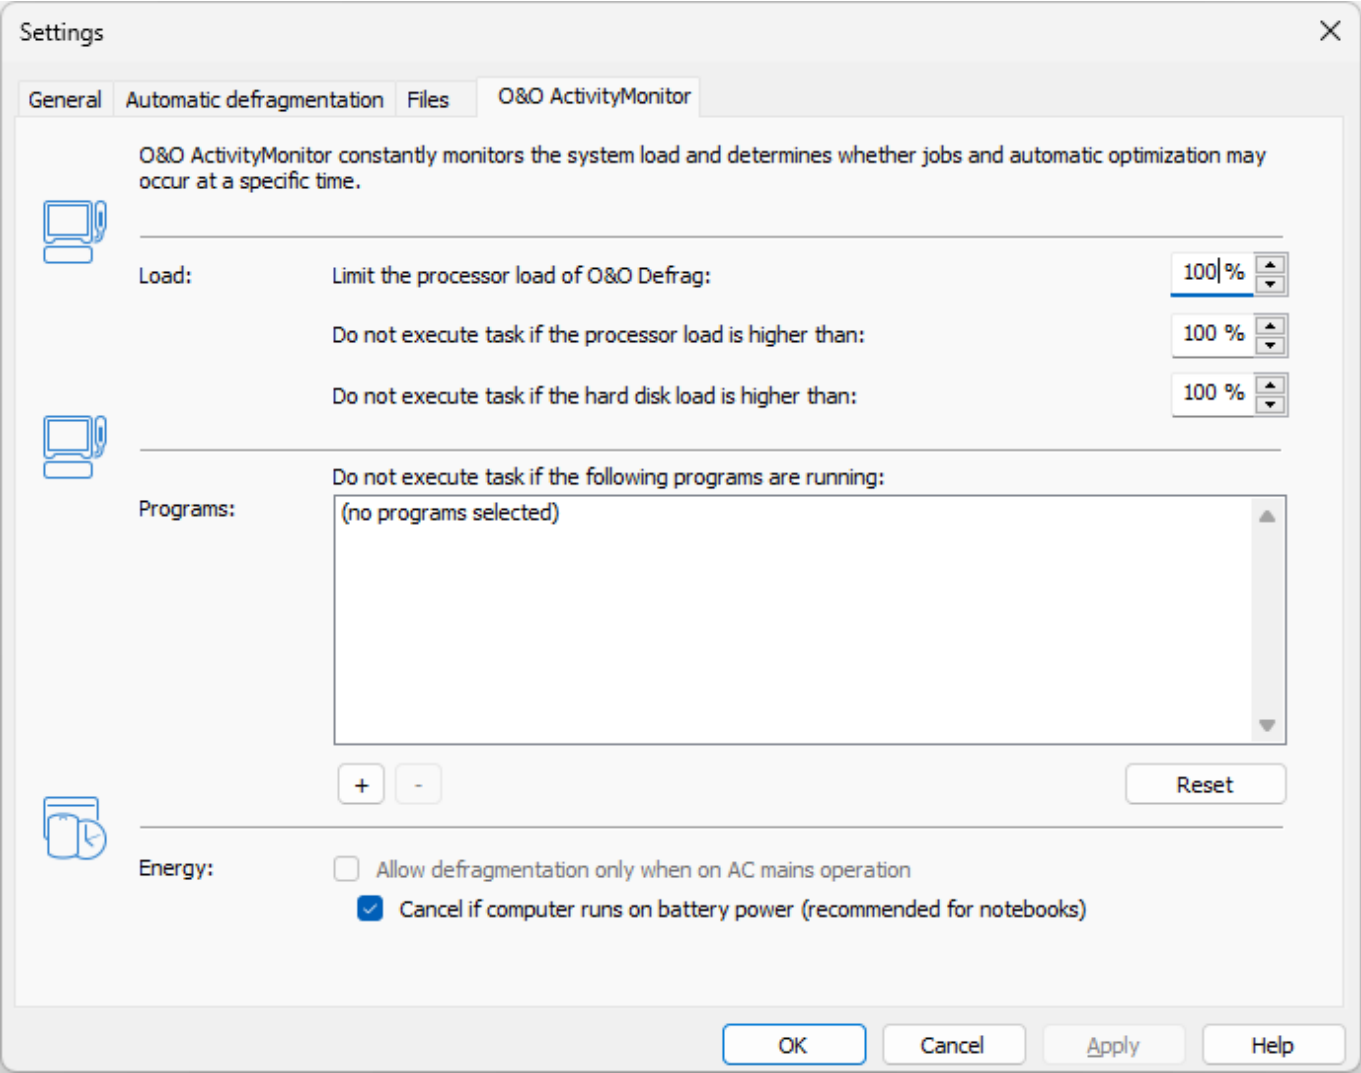 Settings
General
Automatic defragmentation
Files
O&O ActivityMonitor
O&O ActivityMonitor constantly monitors the system load and determines whether jobs and automatic optimization may
occur at a specific time.
Load:
Limit the processor load of O&O Defrag:
100 %
Do not execute task if the processor load is higher than:
100 %
Do not execute task if the hard disk load is higher than:
100 %
Do not execute task if the following programs are running:
Programs:
(no programs selected)
+
-
Reset
Energy:
Allow defragmentation only when on AC mains operation
Cancel if computer runs on battery power (recommended for notebooks)
OK
Cancel
Apply
Help